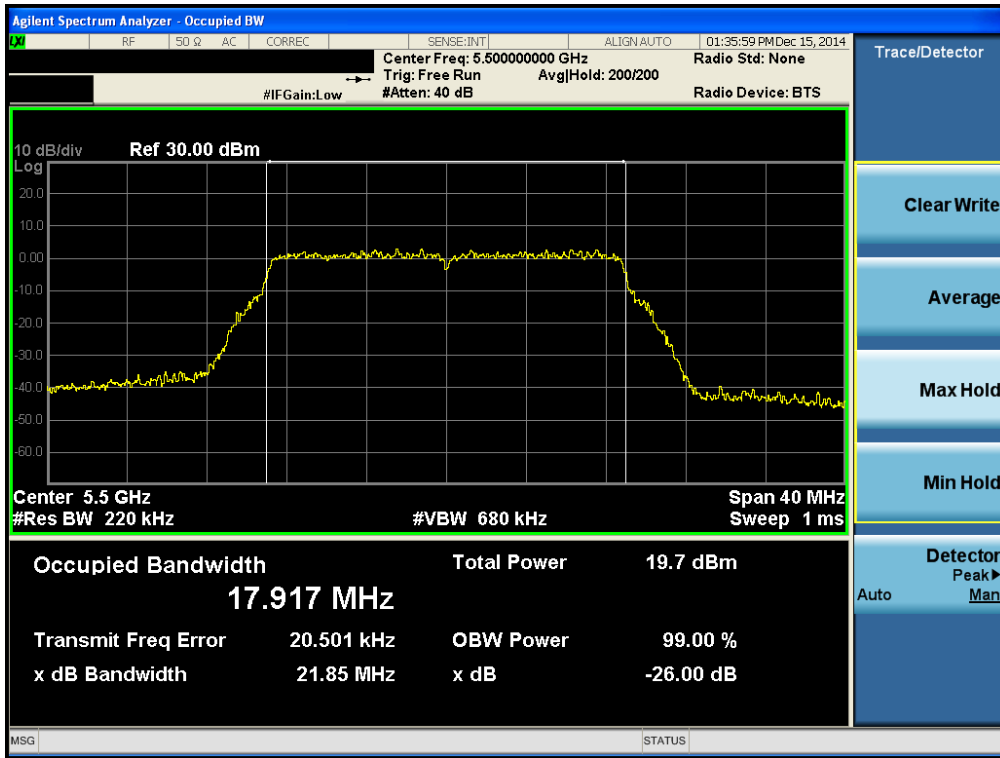 Agilent Spectrum Analyzer - Occupied BW
LXI RF 50 Ω AC CORREC SENSE:INT ALIGN AUTO 01:35:59 PM Dec 15, 2014
Center Freq: 5.500000000 GHz Radio Std: None
Trig: Free Run Avg|Hold: 200/200
#IFGain:Low #Atten: 40 dB Radio Device: BTS
10 dB/div Ref 30.00 dBm
Log
20.0
10.0
0.00
-10.0
-20.0
-30.0
-40.0
-50.0
-60.0
Center 5.5 GHz Span 40 MHz
#Res BW 220 kHz #VBW 680 kHz Sweep 1 ms
Occupied Bandwidth Total Power 19.7 dBm
17.917 MHz
Transmit Freq Error 20.501 kHz OBW Power 99.00 %
x dB Bandwidth 21.85 MHz x dB -26.00 dB
MSG STATUS
Trace/Detector
Clear Write
Average
Max Hold
Min Hold
Detector
Peak▶
Auto Man